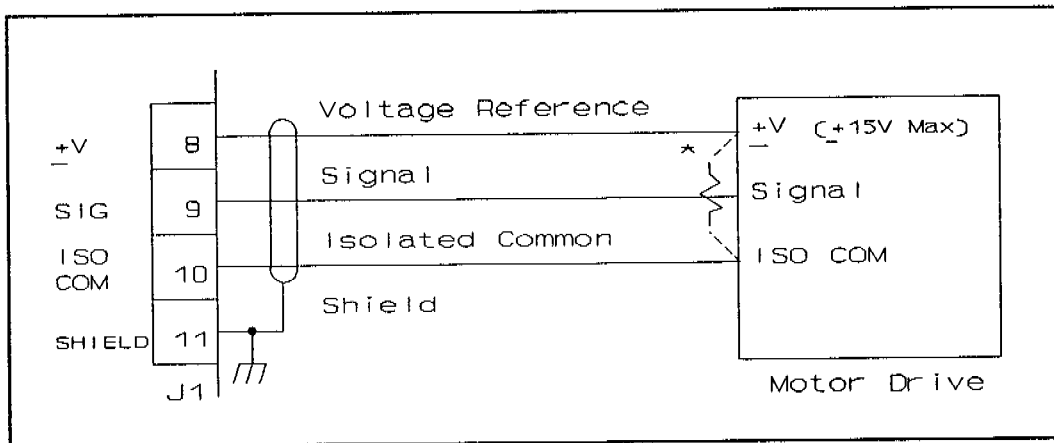 Voltage Reference
±V
8
±V (±15V Max)
*
Signal
SIG
9
Signal
Isolated Common
ISO
COM
10
ISO COM
Shield
SHIELD
11
J1
Motor Drive